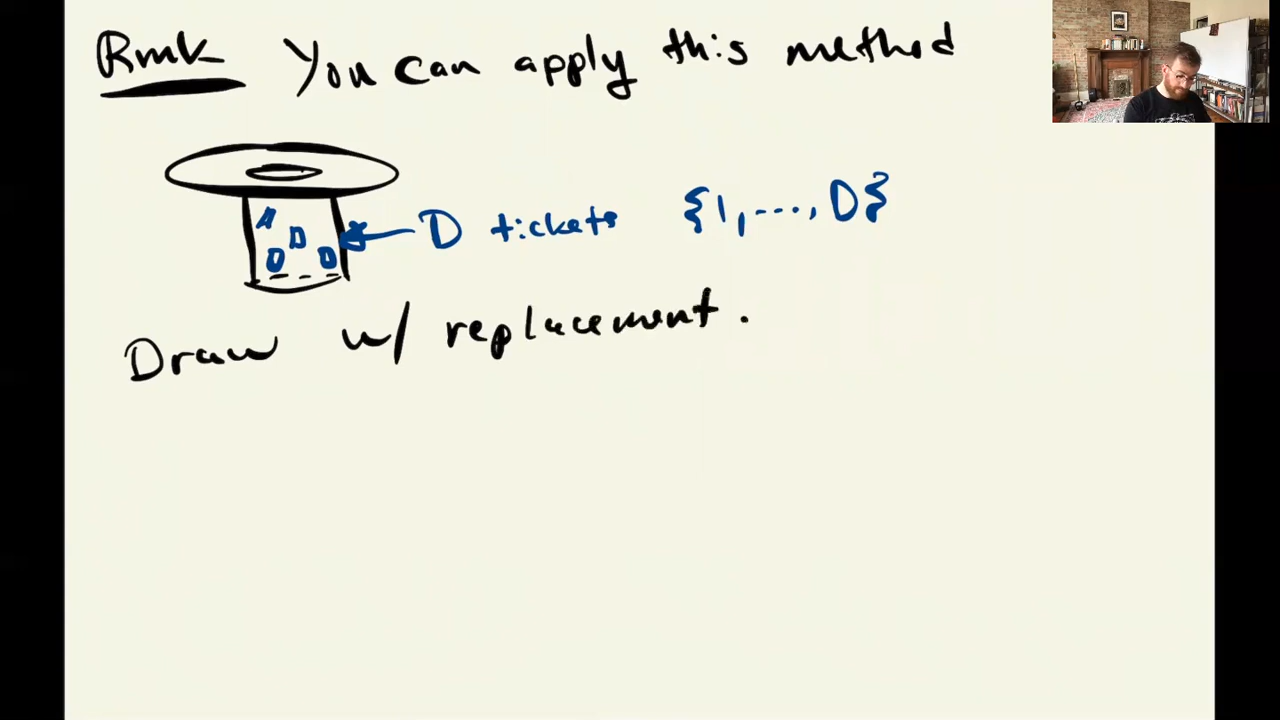 Rmk You can apply this method
D tickets {1,...,D}
Draw w/ replacement.